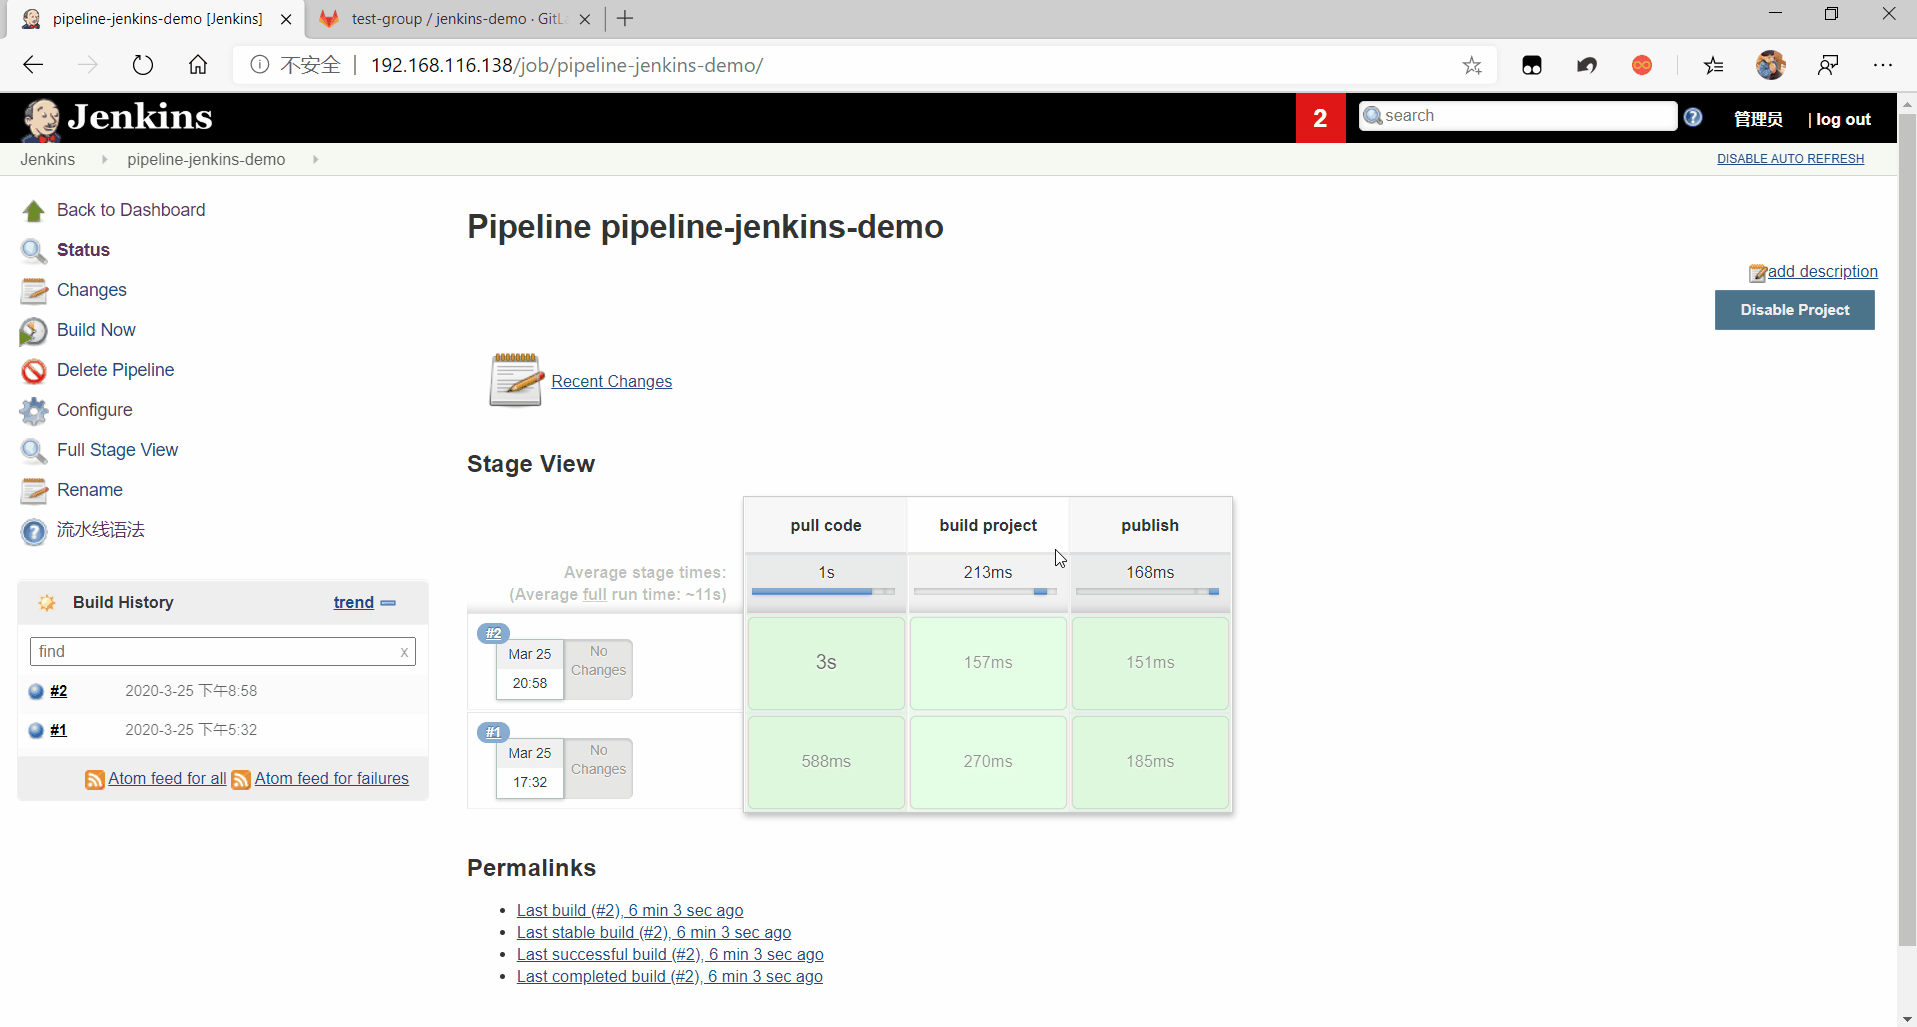 pipeline-jenkins-demo [Jenkins]
test-group / jenkins-demo · GitL
不安全
192.168.116.138/job/pipeline-jenkins-demo/
Jenkins
2
search
管理员
| log out
Jenkins
pipeline-jenkins-demo
DISABLE AUTO REFRESH
Back to Dashboard
Status
Changes
Build Now
Delete Pipeline
Configure
Full Stage View
Rename
流水线语法
Build History
trend
find
x
#2
2020-3-25 下午8:58
#1
2020-3-25 下午5:32
Atom feed for all
Atom feed for failures
Pipeline pipeline-jenkins-demo
add description
Disable Project
Recent Changes
Stage View
pull code
build project
publish
Average stage times:
(Average full run time: ~11s)
1s
213ms
168ms
#2
Mar 25
20:58
No
Changes
3s
157ms
151ms
#1
Mar 25
17:32
No
Changes
588ms
270ms
185ms
Permalinks
Last build (#2), 6 min 3 sec ago
Last stable build (#2), 6 min 3 sec ago
Last successful build (#2), 6 min 3 sec ago
Last completed build (#2), 6 min 3 sec ago